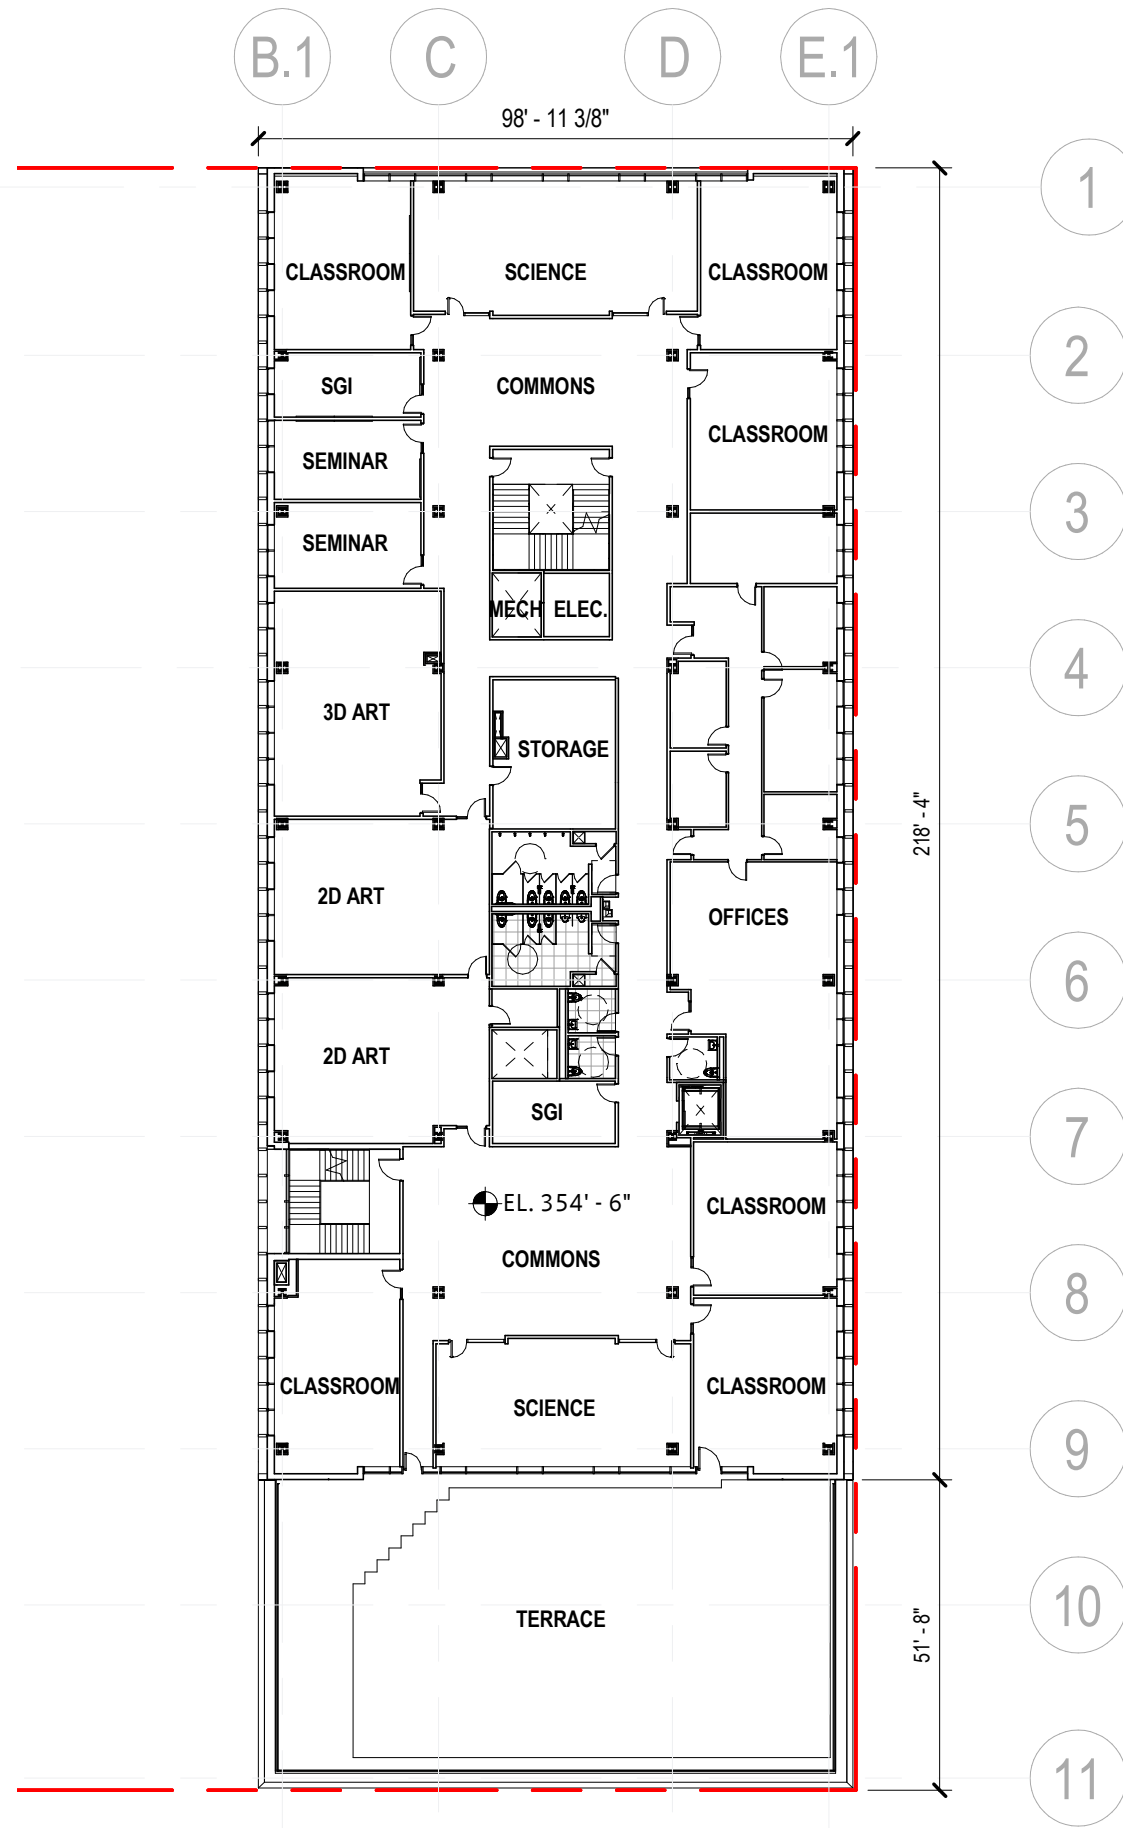 B.1 C D E.1
98' - 11 3/8"
1
CLASSROOM SCIENCE CLASSROOM
2
SGI COMMONS
CLASSROOM
SEMINAR
3
SEMINAR
MECH ELEC.
4
3D ART
STORAGE
218' - 4"
5
2D ART
OFFICES
6
2D ART
SGI
7
EL. 354' - 6"
CLASSROOM
COMMONS
8
CLASSROOM
CLASSROOM
SCIENCE
9
TERRACE
10
51' - 8"
11